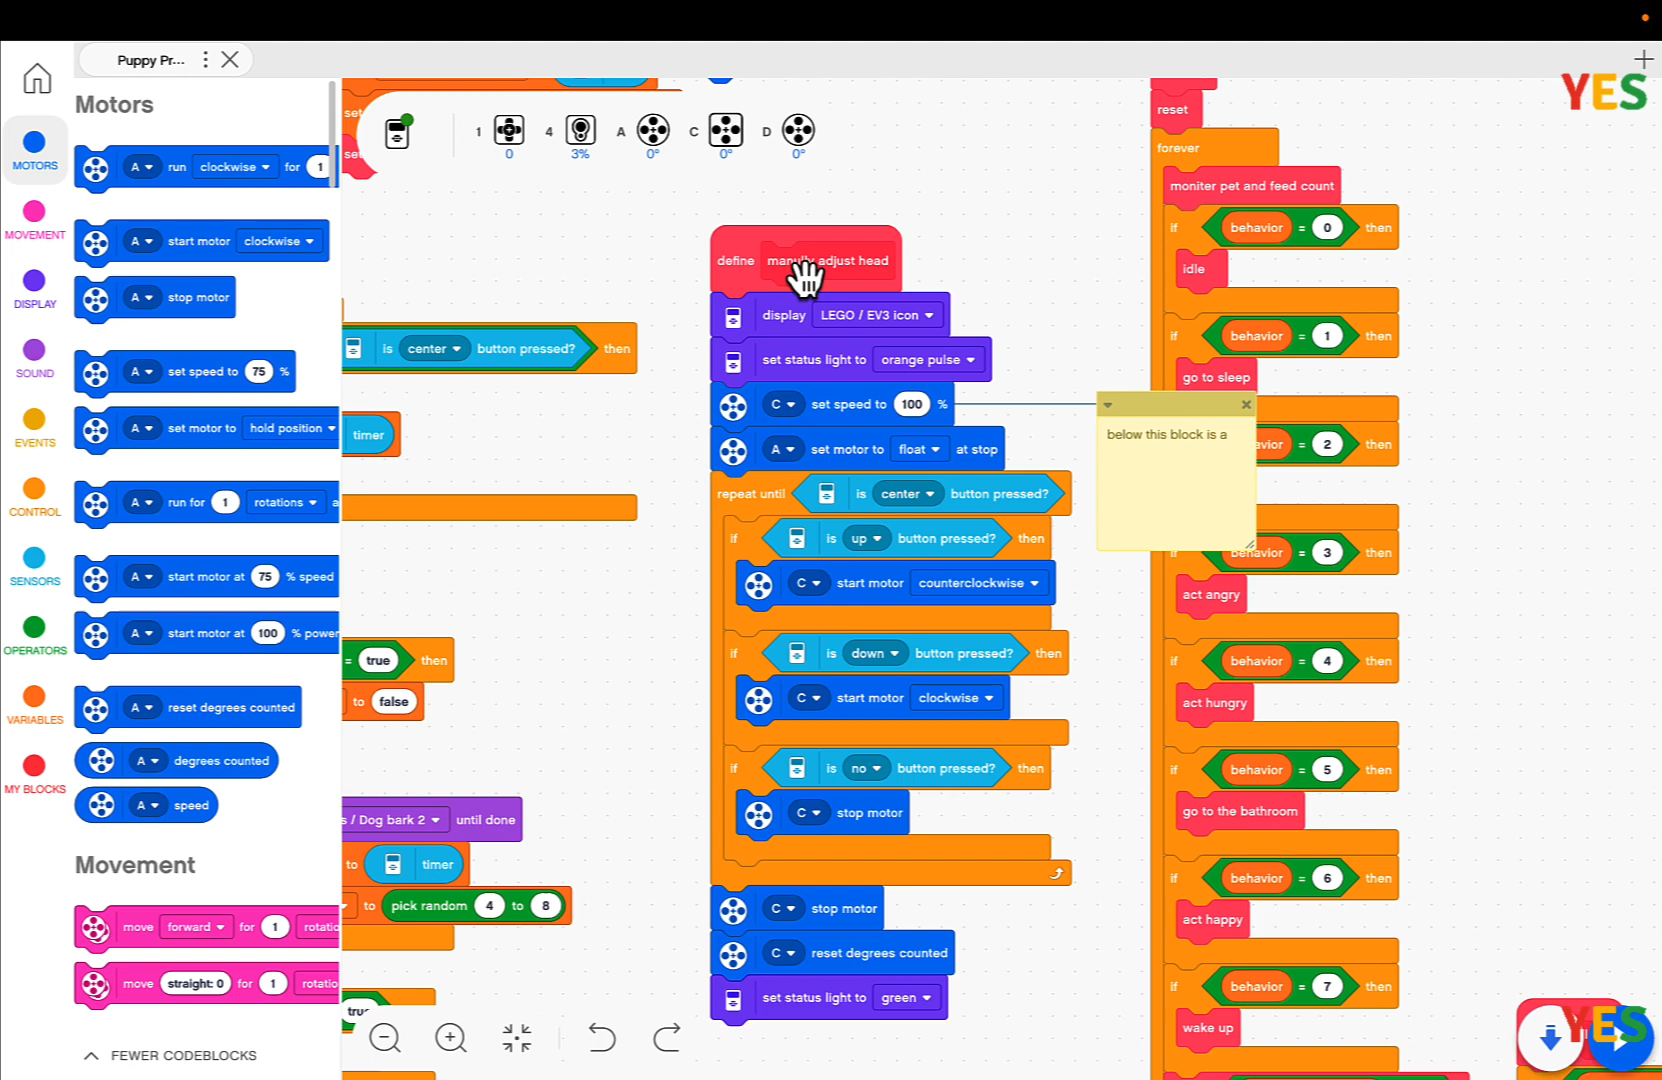 Puppy Pr...
YES
Motors
MOTORS
MOVEMENT
DISPLAY
SOUND
EVENTS
CONTROL
SENSORS
OPERATORS
VARIABLES
MY BLOCKS
A run clockwise for 1
A start motor clockwise
A stop motor
A set speed to 75 %
A set motor to hold position
A run for 1 rotations
A start motor at 75 % speed
A start motor at 100 % power
A reset degrees counted
A degrees counted
A speed
Movement
move forward for 1
move straight: 0 for 1
FEWER CODEBLOCKS
1 4 A C D
0 3% 0° 0° 0°
is center button pressed? then
timer
= true then
to false
s / Dog bark 2 until done
to timer
to pick random 4 to 8
define adjust head
display LEGO / EV3 icon
set status light to orange pulse
C set speed to 100 %
A set motor to float at stop
repeat until is center button pressed?
if is up button pressed? then
C start motor counterclockwise
if is down button pressed? then
C start motor clockwise
if is no button pressed? then
C stop motor
C stop motor
C reset degrees counted
set status light to green
below this block is a
reset
forever
moniter pet and feed count
if behavior = 0 then
idle
if behavior = 1 then
go to sleep
= 2 then
if behavior = 3 then
act angry
if behavior = 4 then
act hungry
if behavior = 5 then
go to the bathroom
if behavior = 6 then
act happy
if behavior = 7 then
wake up
YES